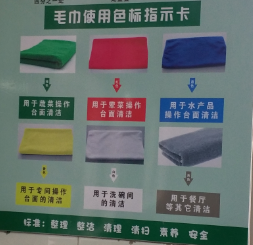 毛巾使用色标指示卡
用于蔬菜操作
台面清洁
用于荤菜操作
台面清洁
用于水产品
操作台面清洁
用于专间操作
台面的清洁
用于洗碗间
的清洁
用于餐厅
等其它清洁
标准: 整理 整洁 清理 清扫 素养 安全